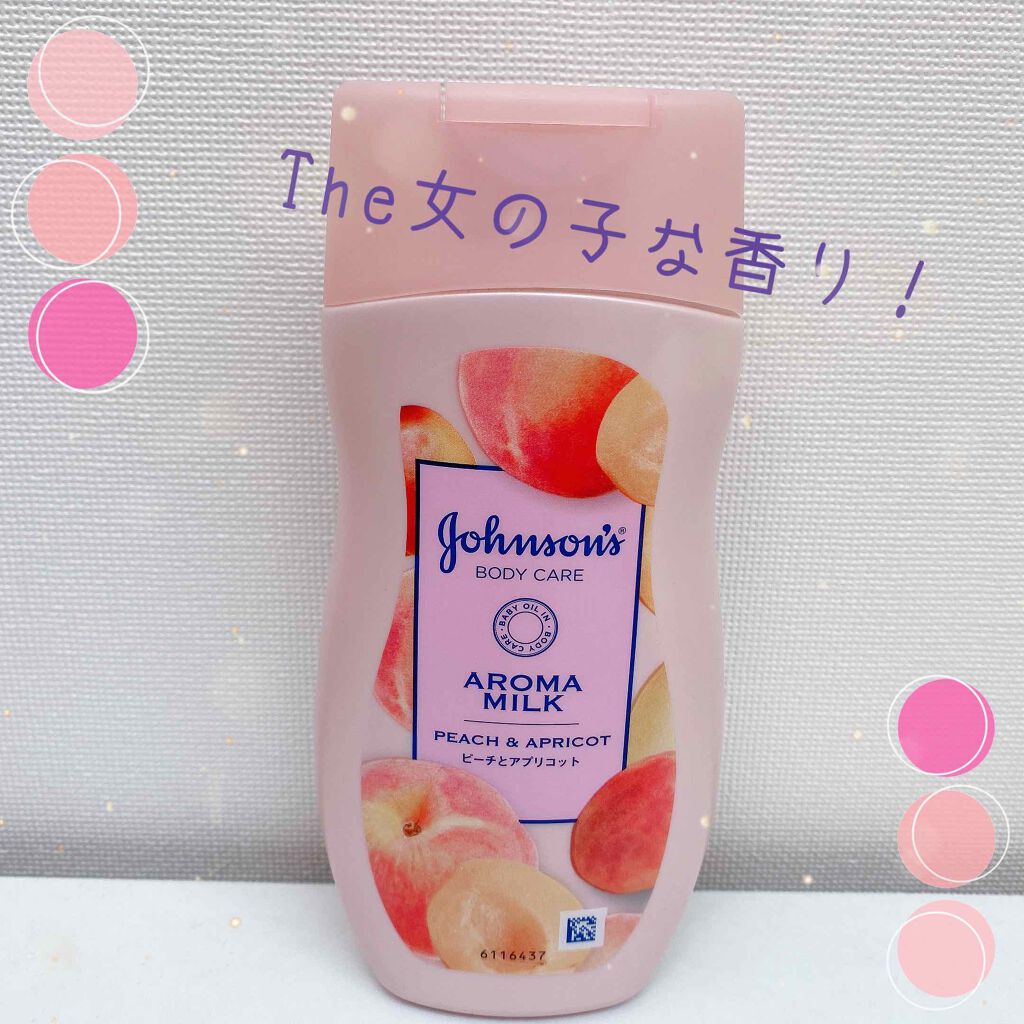 The女の子な香り！
Johnson's®
BODY CARE
BABY OIL IN · BODY CARE ·
AROMA
MILK
PEACH & APRICOT
ピーチとアプリコット
6116437